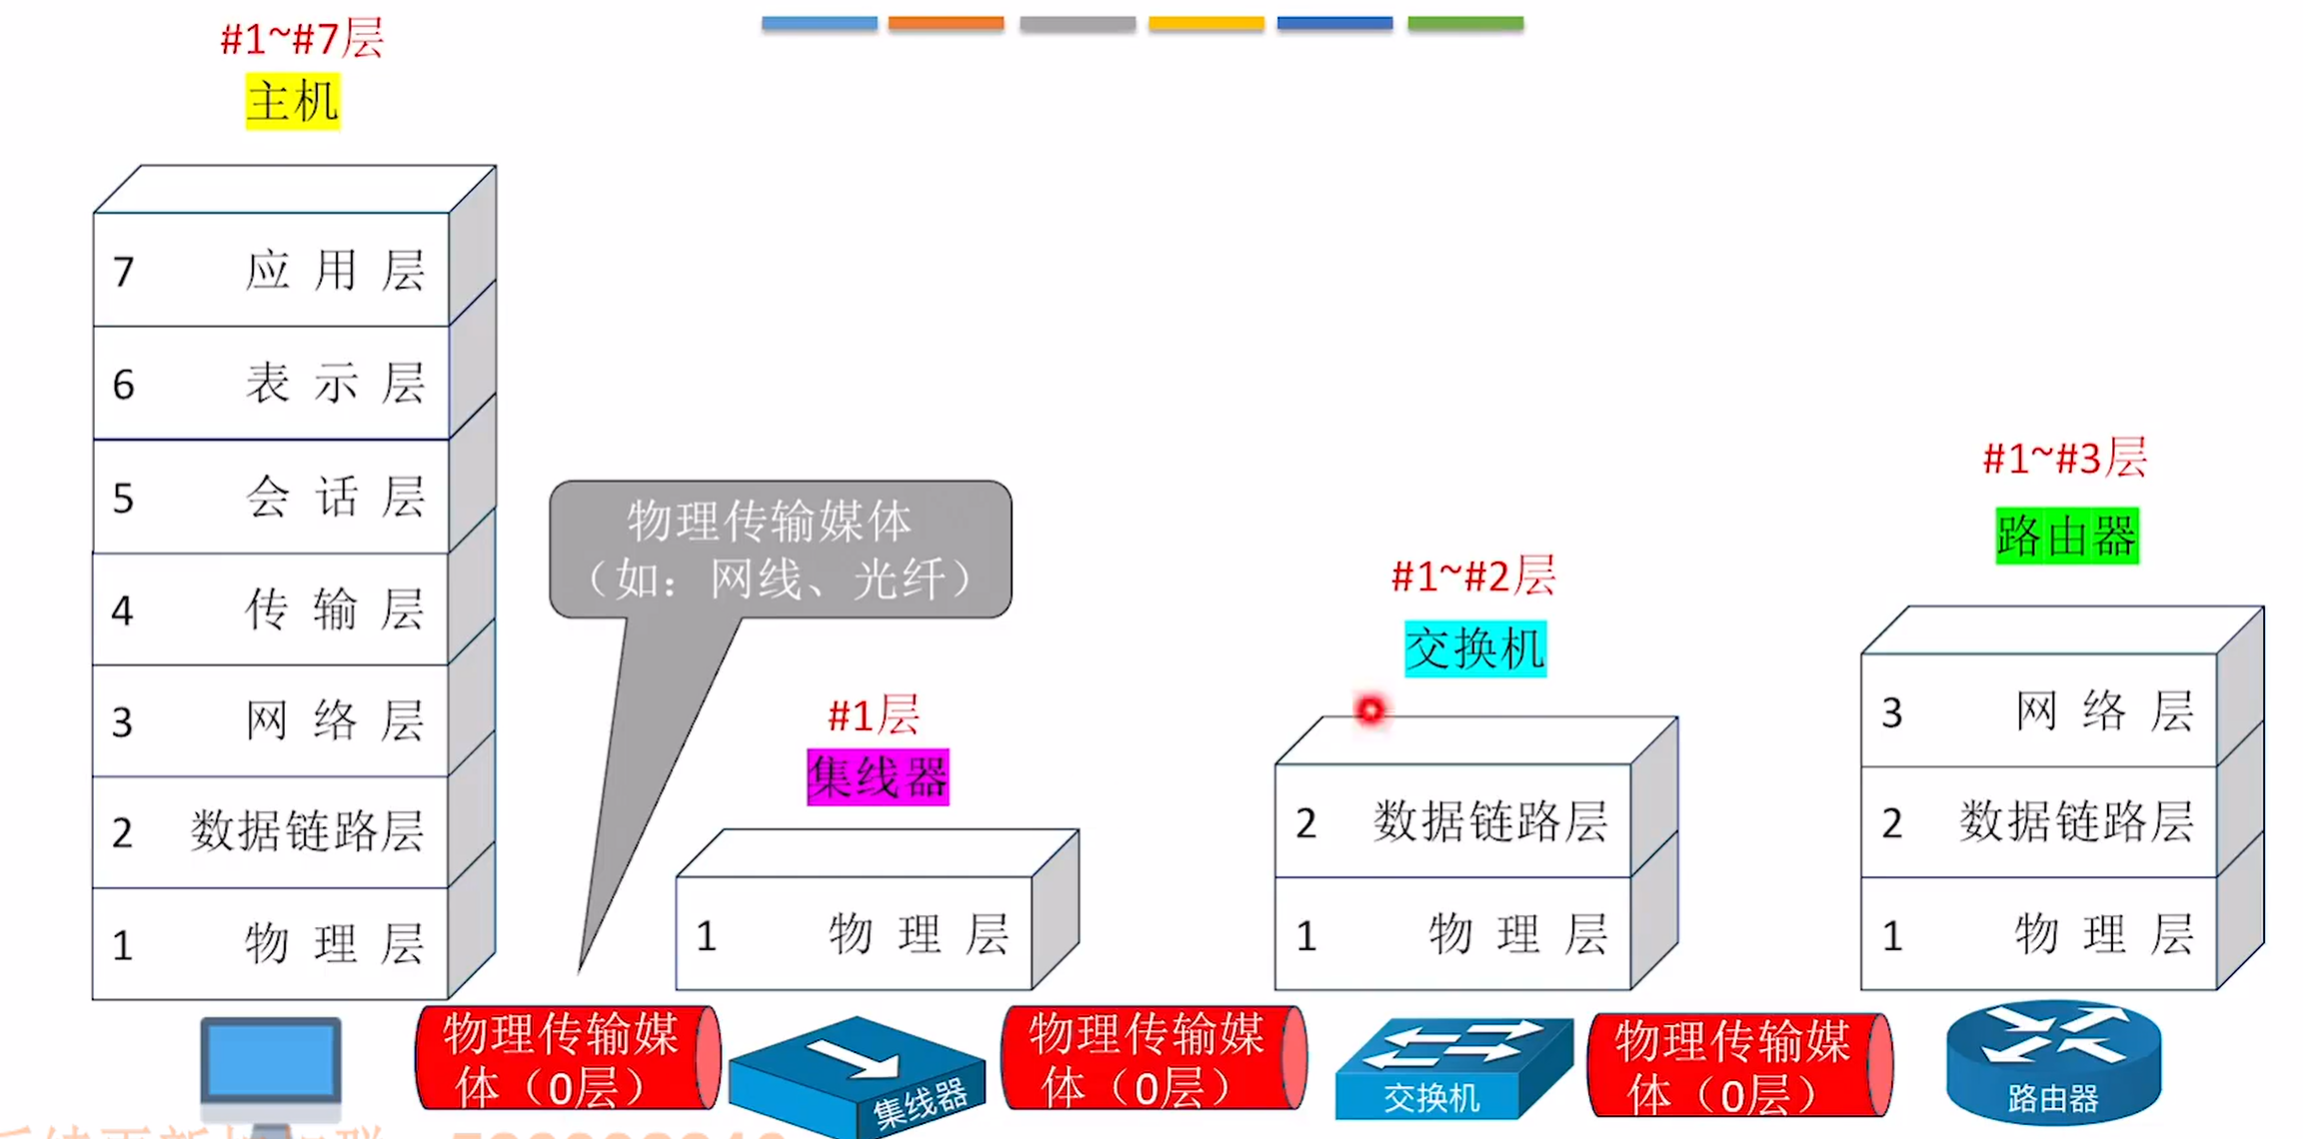 #1~#7层
主机
7 应用层
6 表示层
5 会话层
4 传输层
3 网络层
2 数据链路层
1 物理层
物理传输媒体
（如：网线、光纤）
#1层
集线器
1 物理层
#1~#2层
交换机
2 数据链路层
1 物理层
#1~#3层
路由器
3 网络层
2 数据链路层
1 物理层
物理传输媒
体（0层）
集线器
物理传输媒
体（0层）
交换机
物理传输媒
体（0层）
路由器